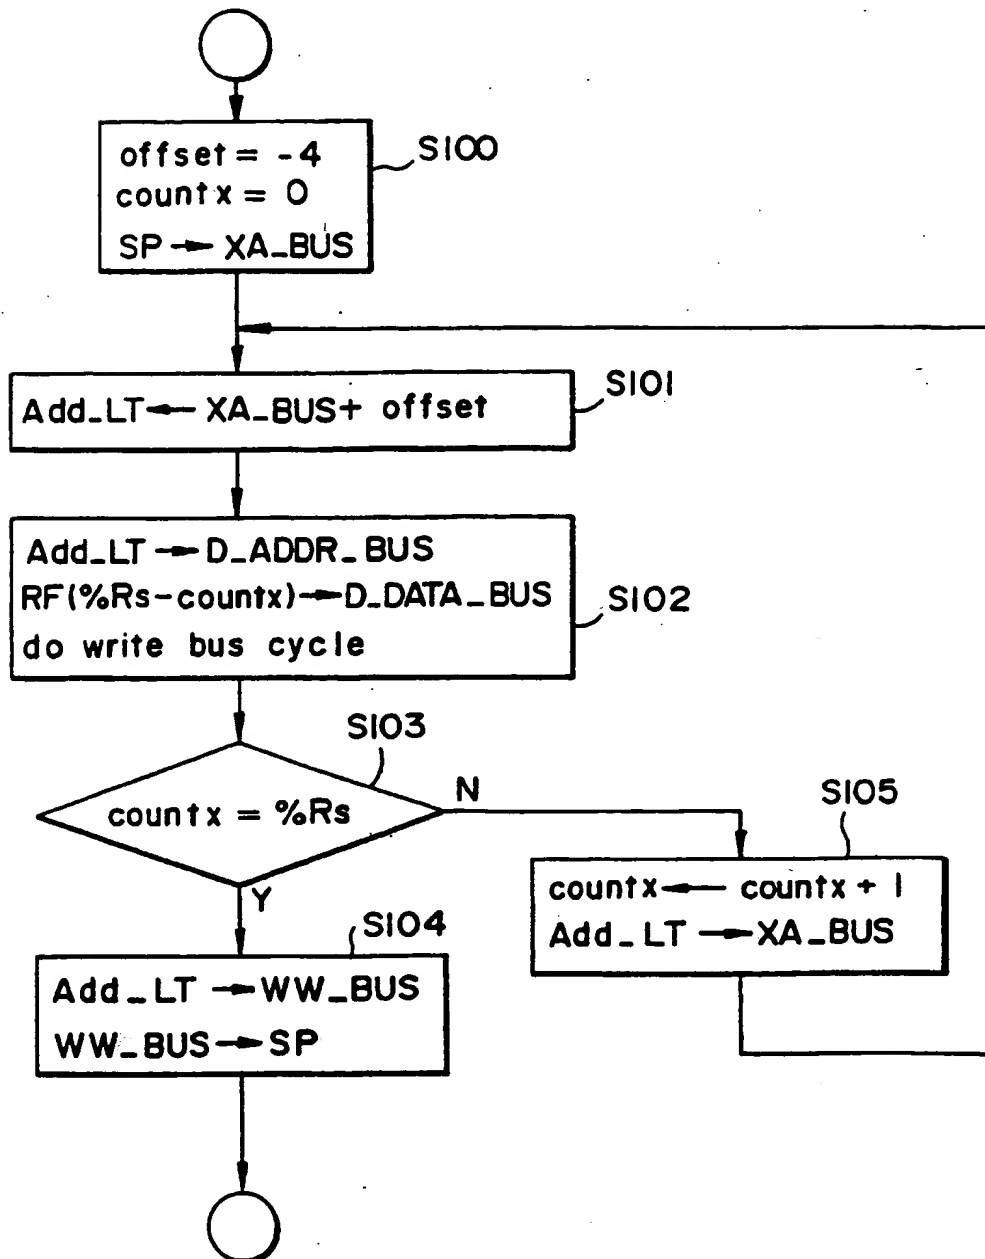 offset = -4
countx = 0
SP → XA_BUS
S100
Add_LT ← XA_BUS + offset
S101
Add_LT → D_ADDR_BUS
RF(%Rs-countx) → D_DATA_BUS
do write bus cycle
S102
S103
countx = %Rs
N
Y
S104
Add_LT → WW_BUS
WW_BUS → SP
S105
countx ← countx + 1
Add_LT → XA_BUS